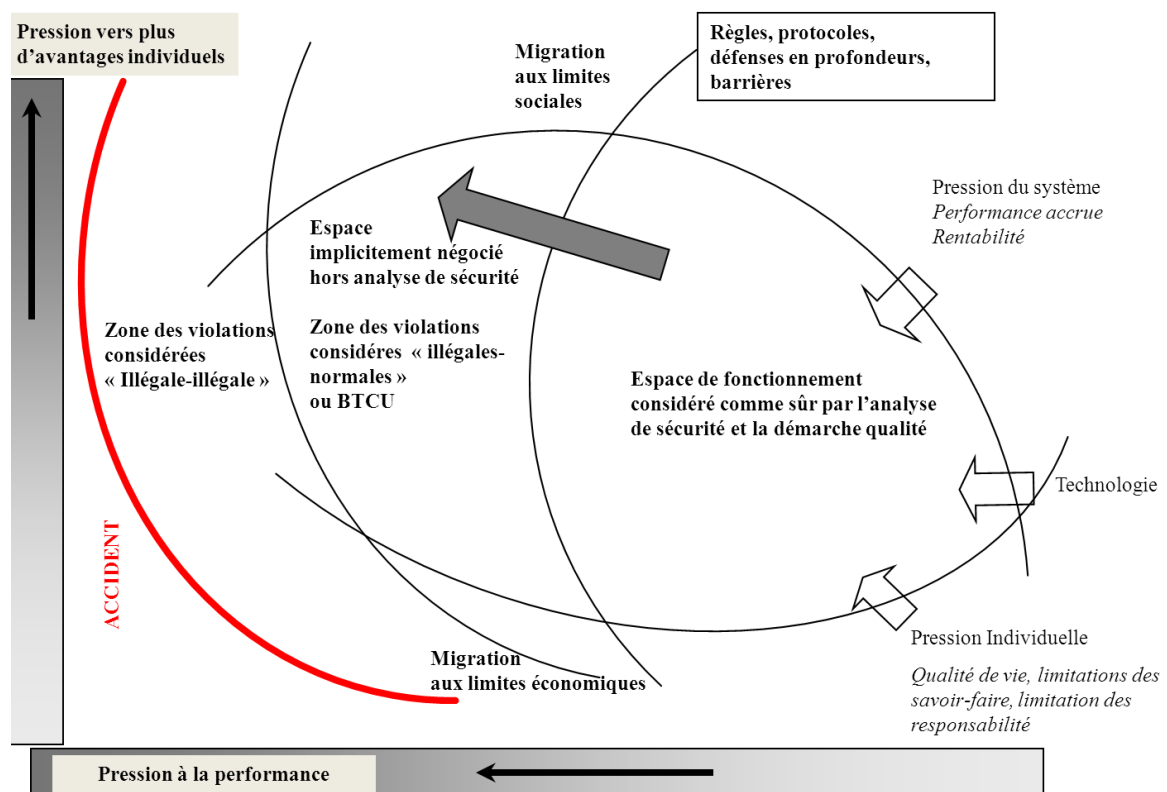 Pression vers plus
d’avantages individuels
Migration
aux limites
sociales
Règles, protocoles,
défenses en profondeurs,
barrières
Pression du système
Performance accrue
Rentabilité
Espace
implicitement négocié
hors analyse de sécurité
Zone des violations
considérées
« Illégale-illégale »
Zone des violations
considéres « illégales-
normales »
ou BTCU
Espace de fonctionnement
considéré comme sûr par l’analyse
de sécurité et la démarche qualité
Technologie
ACCIDENT
Pression Individuelle
Qualité de vie, limitations des
savoir-faire, limitation des
responsabilité
Migration
aux limites économiques
Pression à la performance